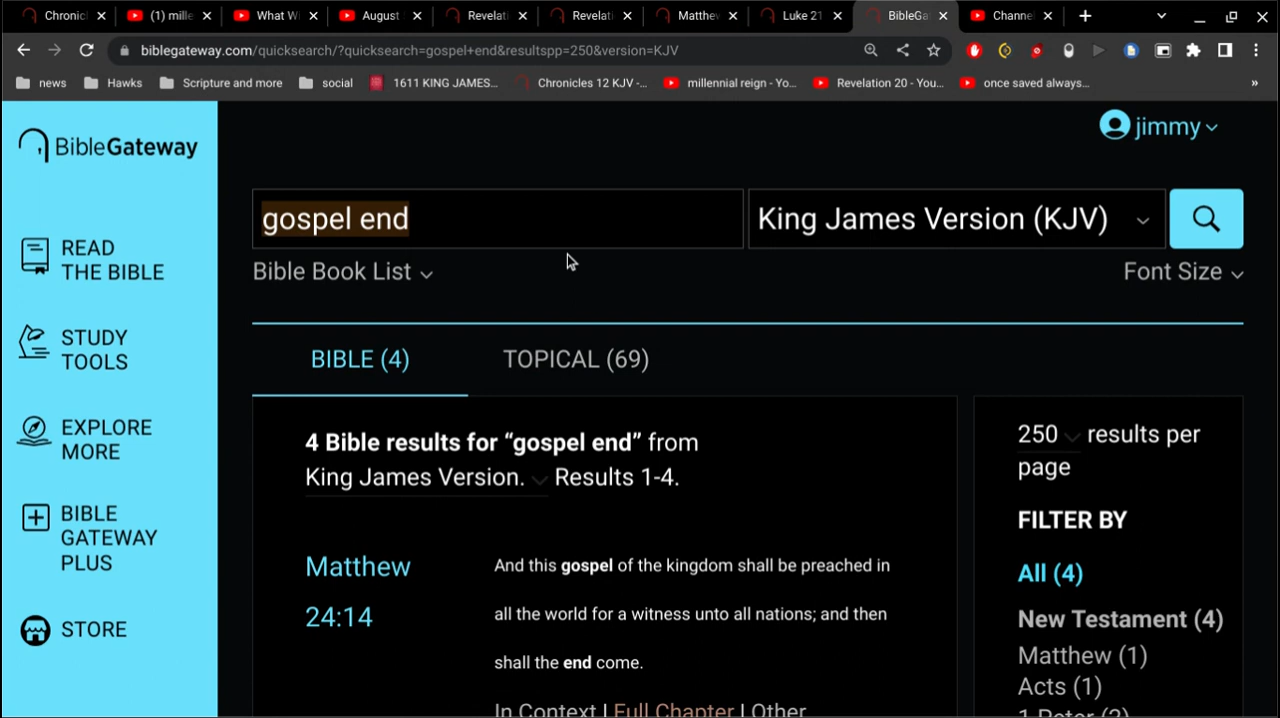 Chronic
(1) mille
What Wi
August
Revelati
Revelati
Matthew
Luke 21
BibleGa
Channe
biblegateway.com/quicksearch/?quicksearch=gospel+end&resultspp=250&version=KJV
news
Hawks
Scripture and more
social
1611 KING JAMES...
Chronicles 12 KJV -...
millennial reign - Yo...
Revelation 20 - You...
once saved always...
»
BibleGateway
jimmy
gospel end
King James Version (KJV)
Bible Book List
Font Size
READ
THE BIBLE
STUDY
TOOLS
EXPLORE
MORE
BIBLE
GATEWAY
PLUS
STORE
BIBLE (4)
TOPICAL (69)
4 Bible results for “gospel end” from
King James Version. Results 1-4.
Matthew
24:14
And this gospel of the kingdom shall be preached in
all the world for a witness unto all nations; and then
shall the end come.
In Context | Full Chapter | Other
250 results per
page
FILTER BY
All (4)
New Testament (4)
Matthew (1)
Acts (1)
1 Peter (2)